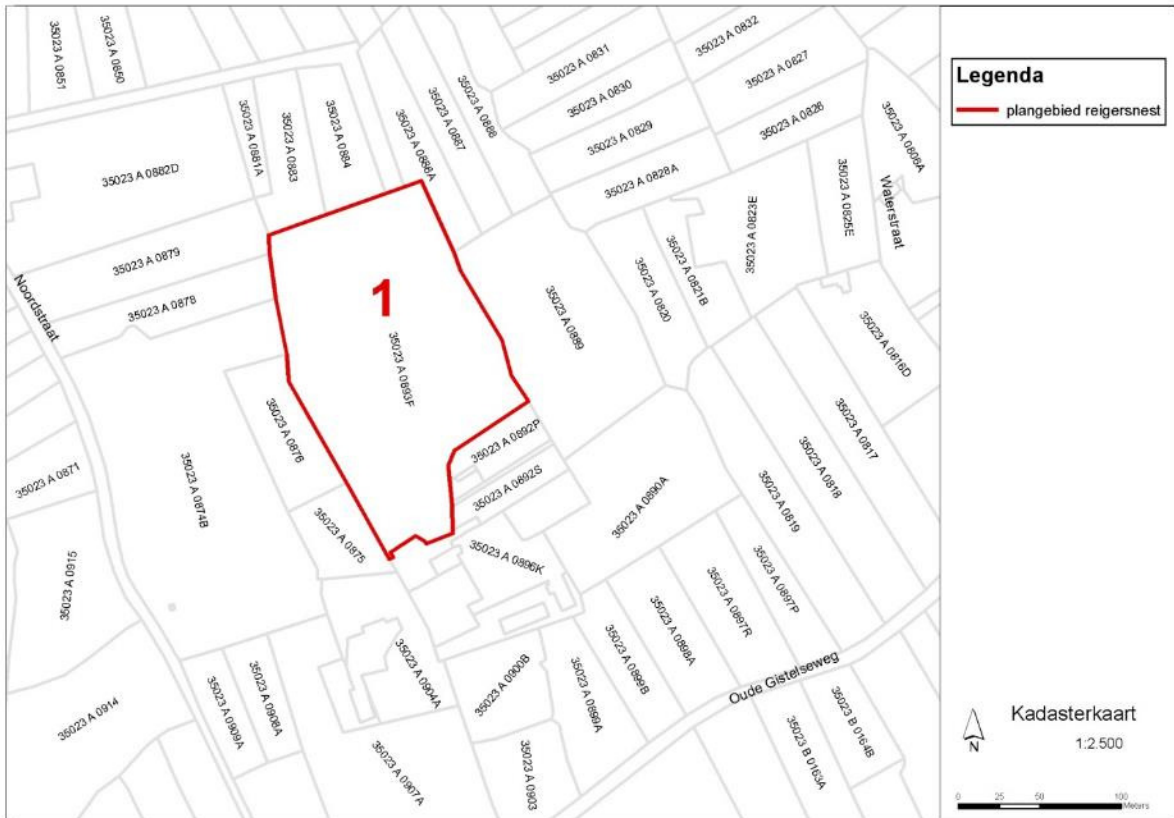 35023 A 0851
35023 A 0850
35023 A 0882D
35023 A 0881A
35023 A 0883
35023 A 0884
35023 A 0886A
35023 A 0887
35023 A 0888
35023 A 0831
35023 A 0830
35023 A 0829
35023 A 0828A
35023 A 0832
35023 A 0827
35023 A 0826
35023 A 0825E
35023 A 0806A
Waterstraat
35023 A 0823E
35023 A 0821B
35023 A 0820
35023 A 0889
35023 A 0879
35023 A 0878
Noordstraat
1
35023 A 0893F
35023 A 0876
35023 A 0875
35023 A 0874B
35023 A 0871
35023 A 0915
35023 A 0914
35023 A 0892P
35023 A 0892S
35023 A 0896K
35023 A 0890A
35023 A 0816D
35023 A 0817
35023 A 0818
35023 A 0819
35023 A 0897P
35023 A 0897R
35023 A 0898A
35023 A 0899B
35023 A 0899A
35023 A 0900B
35023 A 0904A
35023 A 0903
35023 A 0907A
35023 A 0908A
35023 A 0909A
Oude Gistelseweg
35023 B 0164B
35023 B 0163A
Legenda
plangebied reigersnest
N
Kadasterkaart
1:2.500
0 25 50 100
Meters